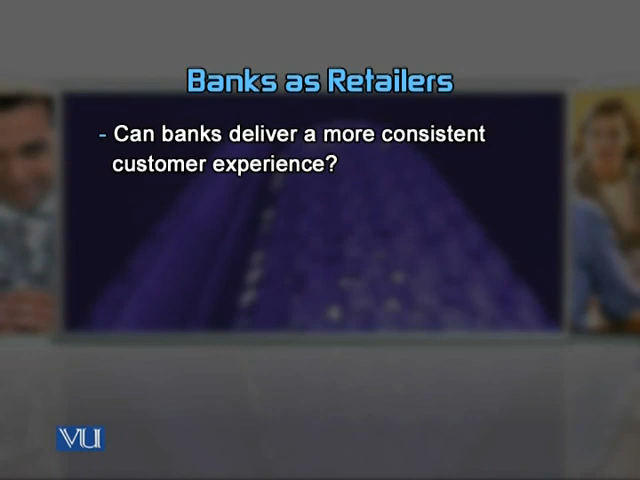 Banks as Retailers
- Can banks deliver a more consistent
customer experience?
VU